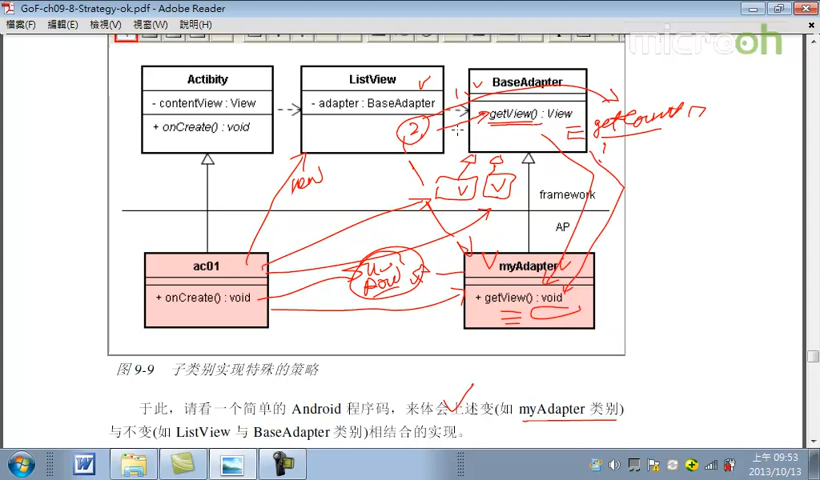 GoF-ch09-8-Strategy-ok.pdf - Adobe Reader
檔案(F) 編輯(E) 檢視(V) 視窗(W) 說明(H)
microoh
Actibity
- contentView : View
+ onCreate() : void
ListView
- adapter : BaseAdapter
2
BaseAdapter
getView() : View
getCount()
new
V V
framework
AP
ac01
+ onCreate() : void
new
myAdapter
+ getView() : void
图 9-9 子类别实现特殊的策略
于此，请看一个简单的 Android 程序码，来体会上述变(如 myAdapter 类别)
与不变(如 ListView 与 BaseAdapter 类别)相结合的实现。
上午 09:53
2013/10/13